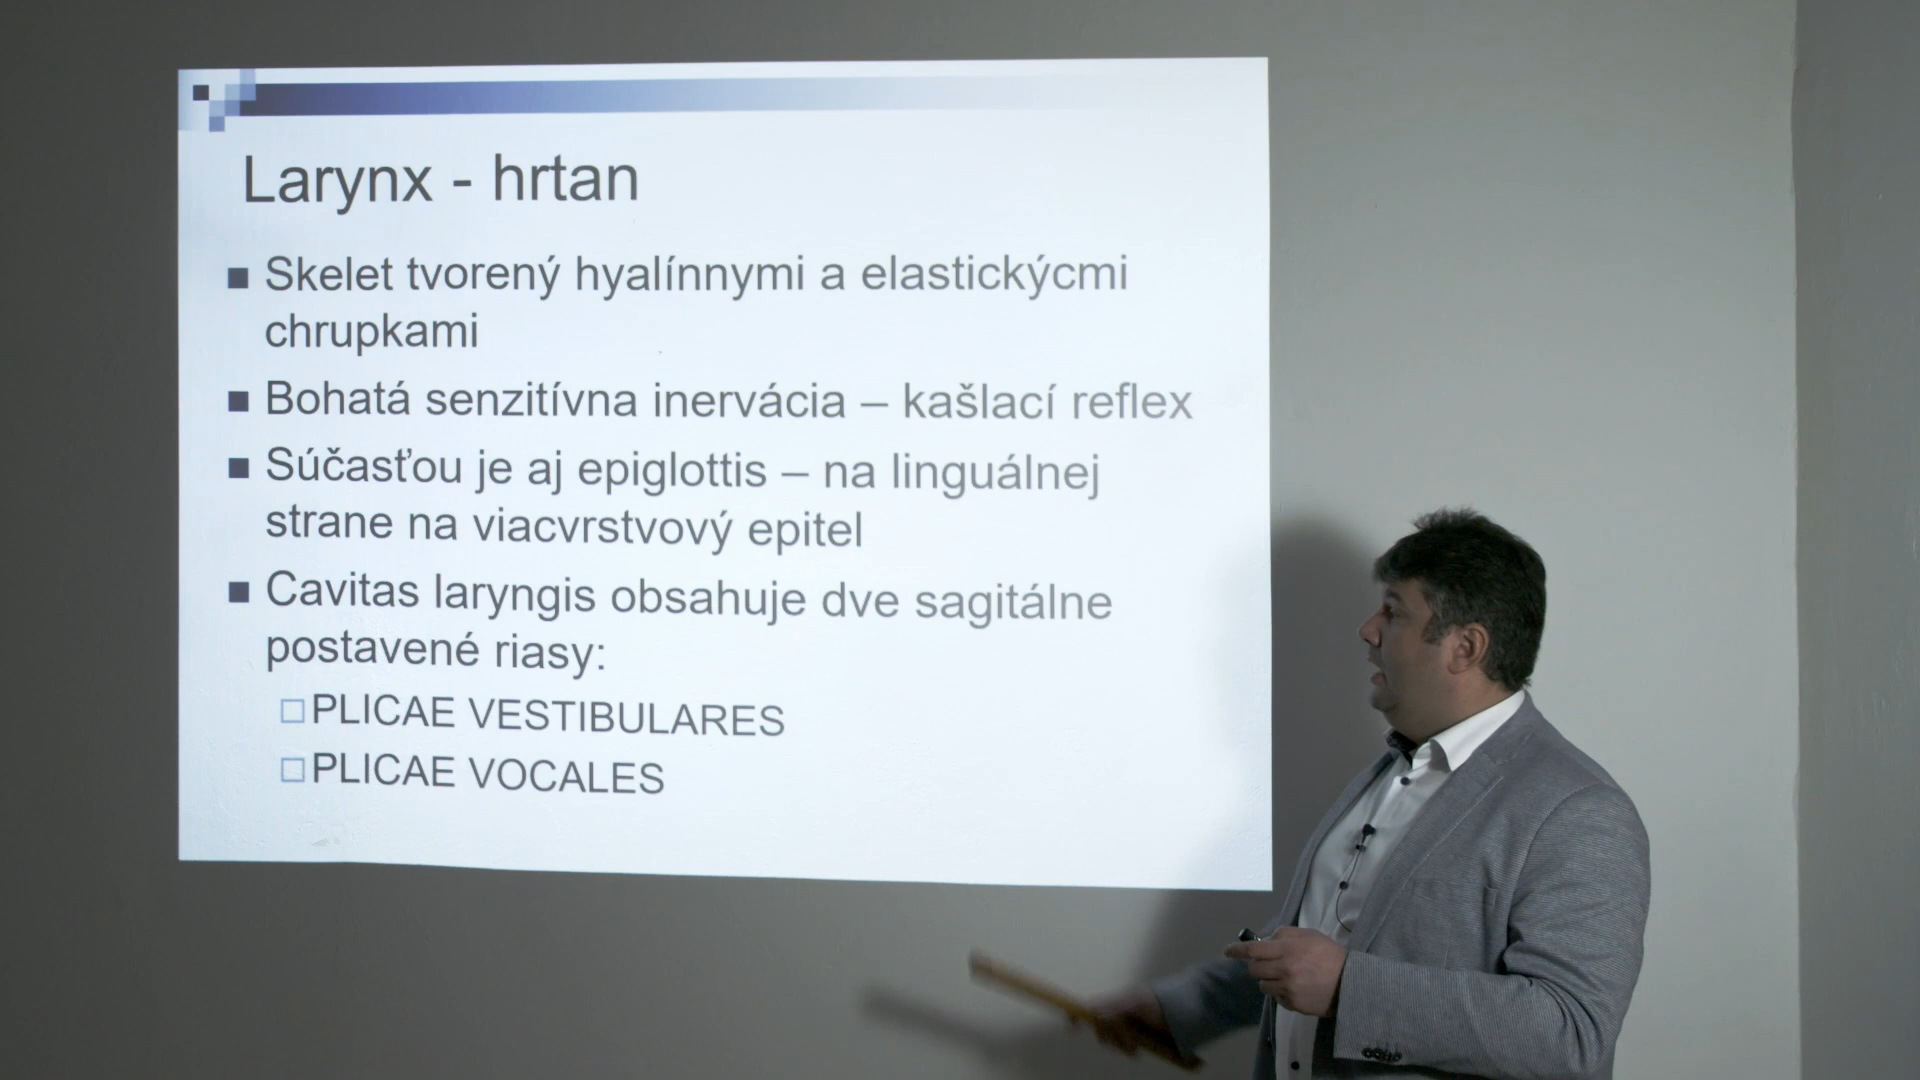 Larynx - hrtan
Skelet tvorený hyalínnymi a elastickýcmi
chrupkami
Bohatá senzitívna inervácia – kašlací reflex
Súčasťou je aj epiglottis – na linguálnej
strane na viacvrstvový epitel
Cavitas laryngis obsahuje dve sagitálne
postavené riasy:
PLICAE VESTIBULARES
PLICAE VOCALES